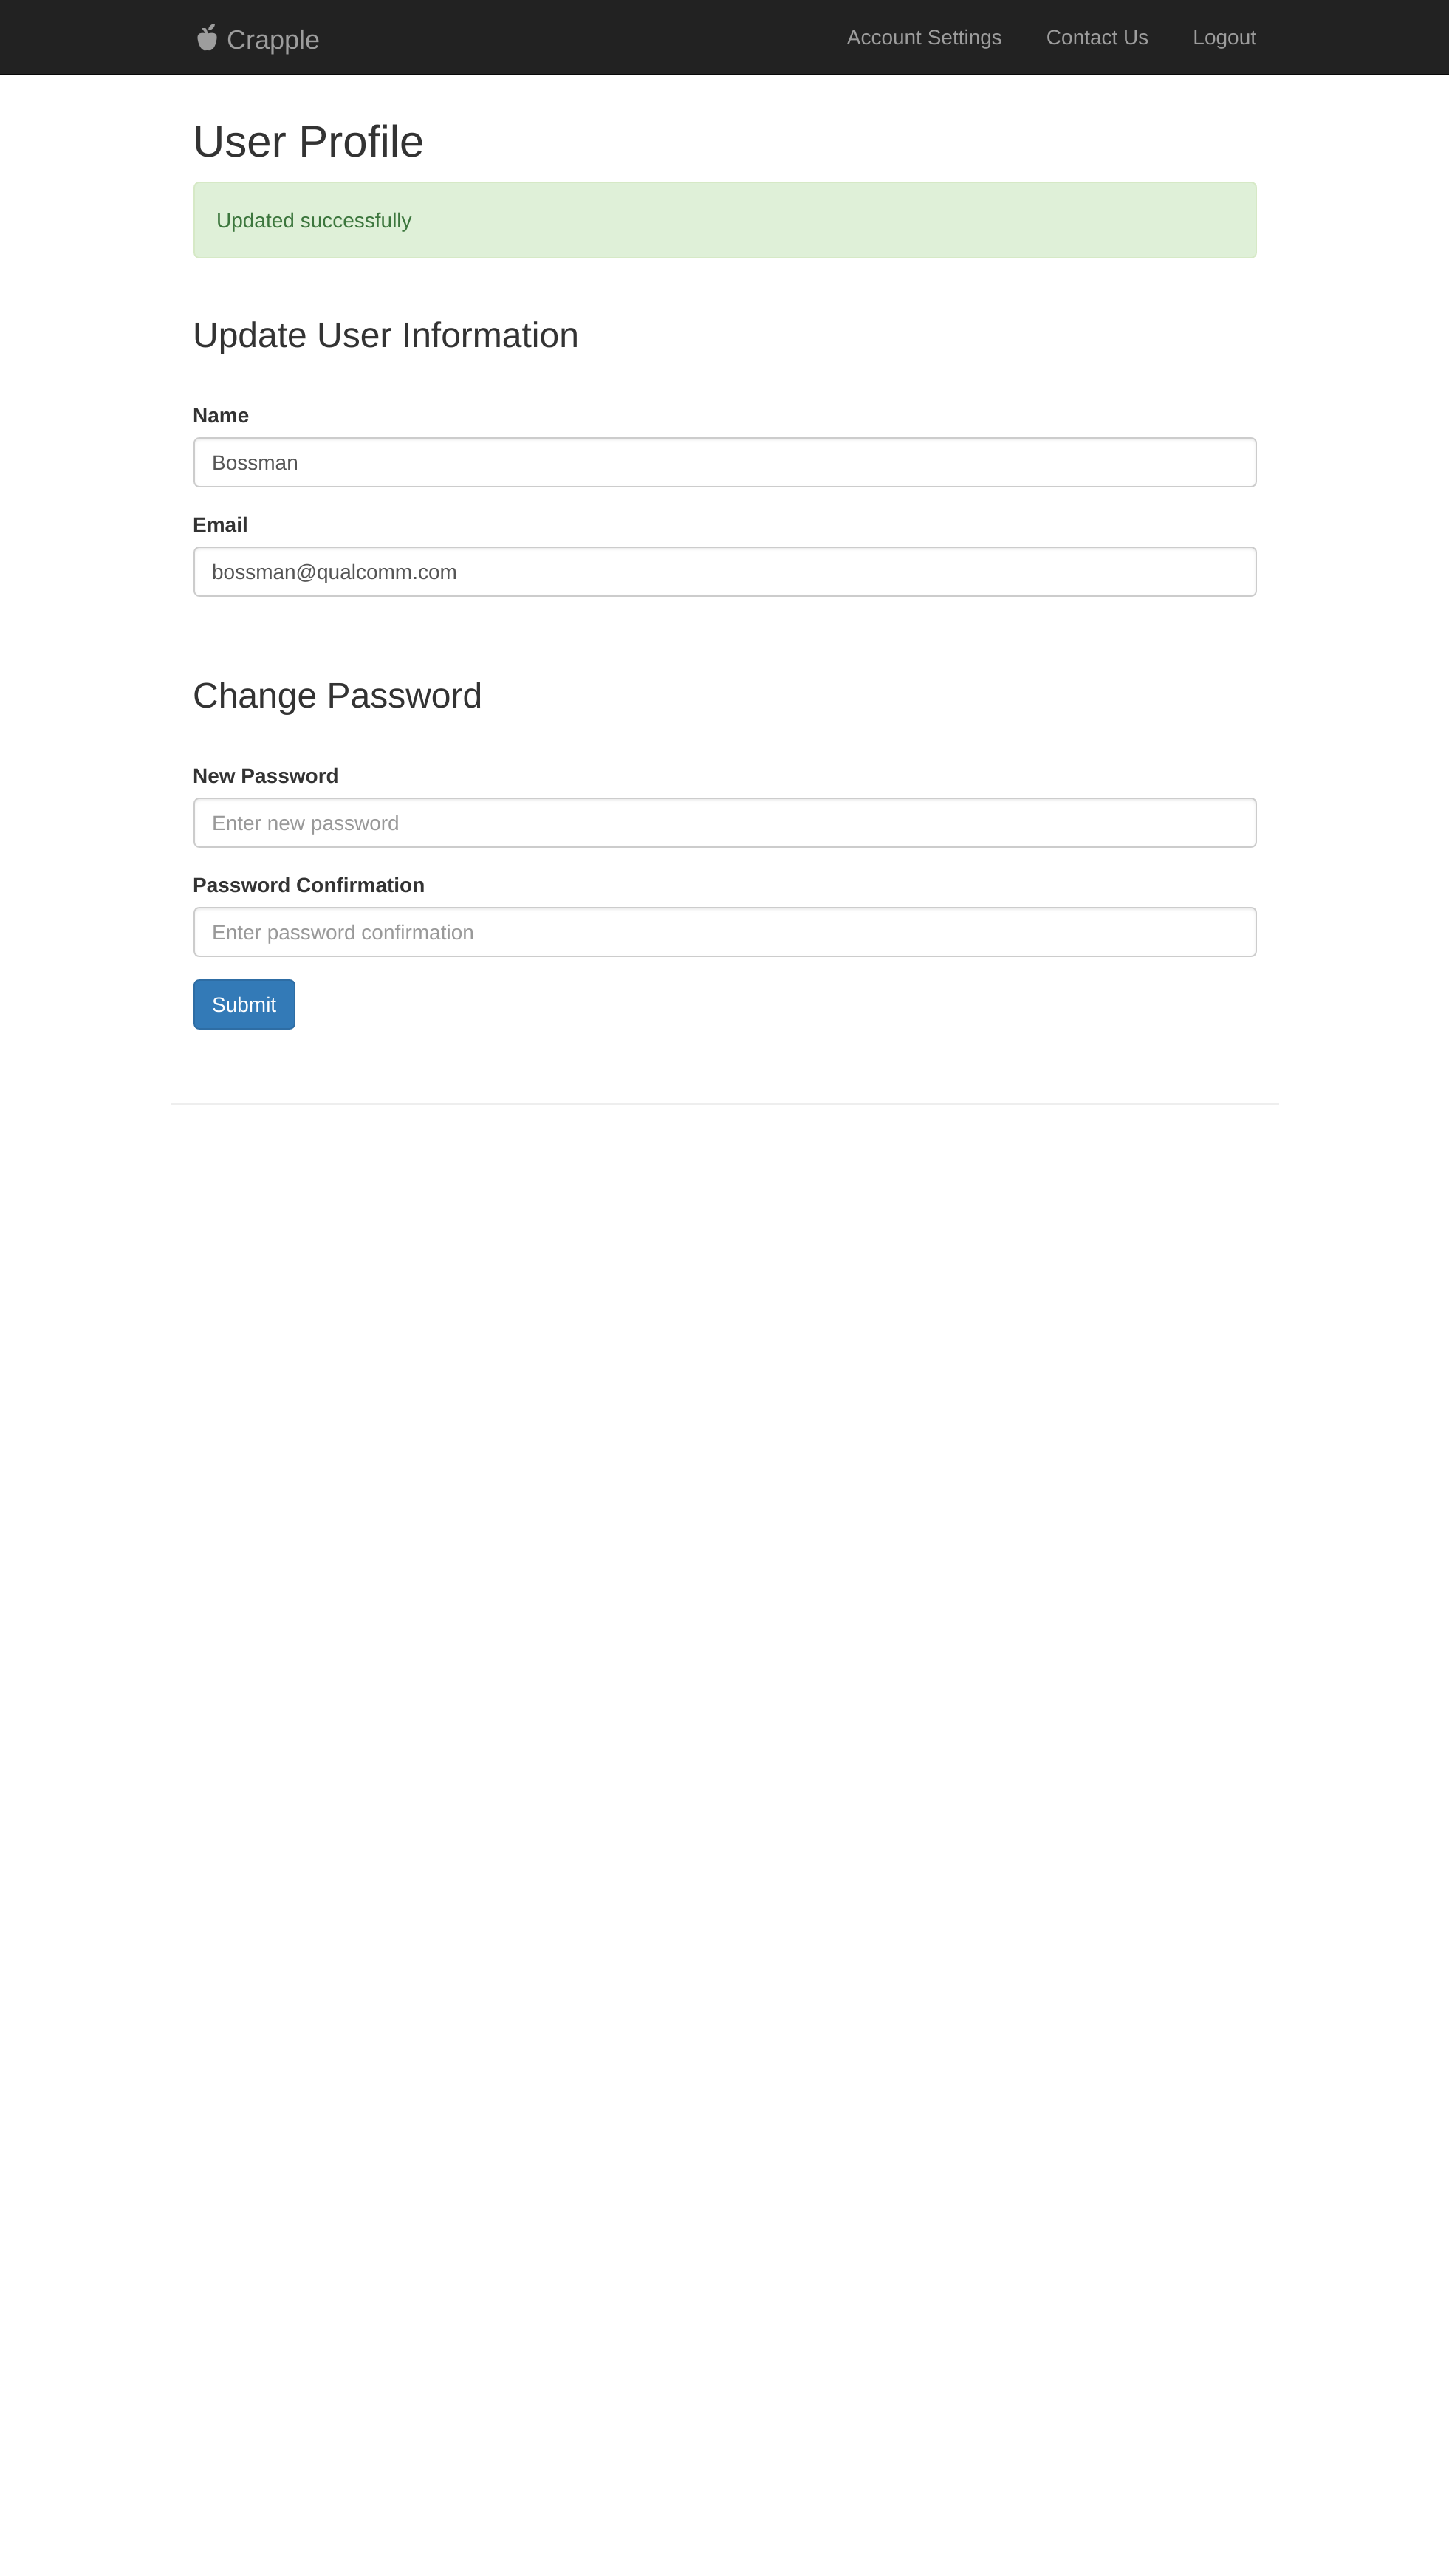 Crapple Account Settings Contact Us Logout
User Profile
Updated successfully
Update User Information
Name
Bossman
Email
bossman@qualcomm.com
Change Password
New Password
Enter new password
Password Confirmation
Enter password confirmation
Submit